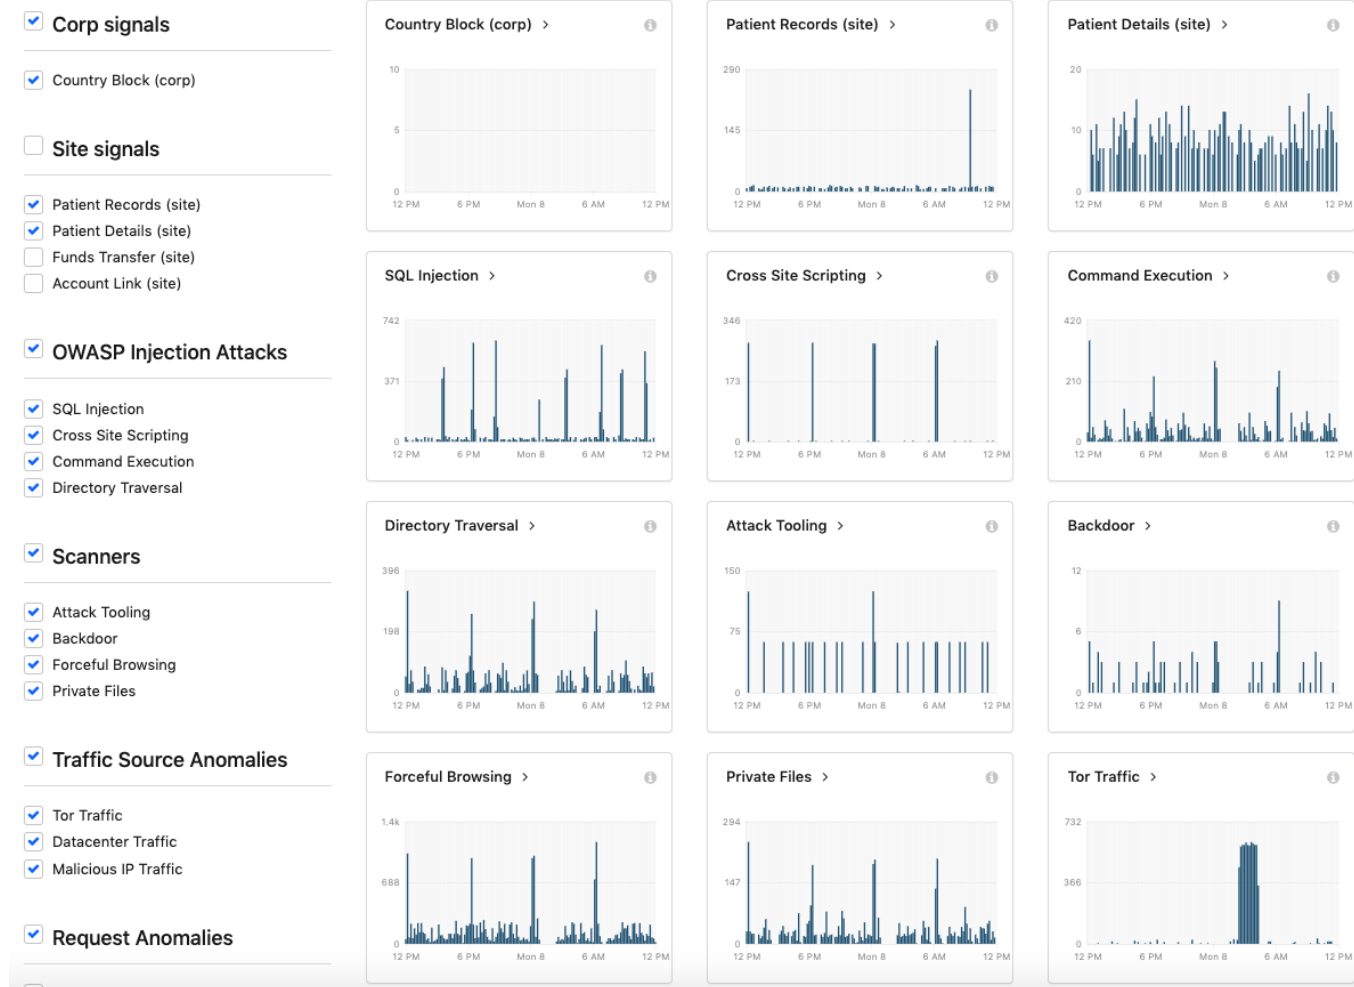 Corp signals
Country Block (corp)
Site signals
Patient Records (site)
Patient Details (site)
Funds Transfer (site)
Account Link (site)
OWASP Injection Attacks
SQL Injection
Cross Site Scripting
Command Execution
Directory Traversal
Scanners
Attack Tooling
Backdoor
Forceful Browsing
Private Files
Traffic Source Anomalies
Tor Traffic
Datacenter Traffic
Malicious IP Traffic
Request Anomalies
Country Block (corp) >
10
5
0
12 PM 6 PM Mon 8 6 AM 12 PM
Patient Records (site) >
290
145
0
12 PM 6 PM Mon 8 6 AM 12 PM
Patient Details (site) >
20
10
0
12 PM 6 PM Mon 8 6 AM 12 PM
SQL Injection >
742
371
0
12 PM 6 PM Mon 8 6 AM 12 PM
Cross Site Scripting >
346
173
0
12 PM 6 PM Mon 8 6 AM 12 PM
Command Execution >
420
210
0
12 PM 6 PM Mon 8 6 AM 12 PM
Directory Traversal >
396
198
0
12 PM 6 PM Mon 8 6 AM 12 PM
Attack Tooling >
150
75
0
12 PM 6 PM Mon 8 6 AM 12 PM
Backdoor >
12
6
0
12 PM 6 PM Mon 8 6 AM 12 PM
Forceful Browsing >
1.4k
688
0
12 PM 6 PM Mon 8 6 AM 12 PM
Private Files >
294
147
0
12 PM 6 PM Mon 8 6 AM 12 PM
Tor Traffic >
732
366
0
12 PM 6 PM Mon 8 6 AM 12 PM